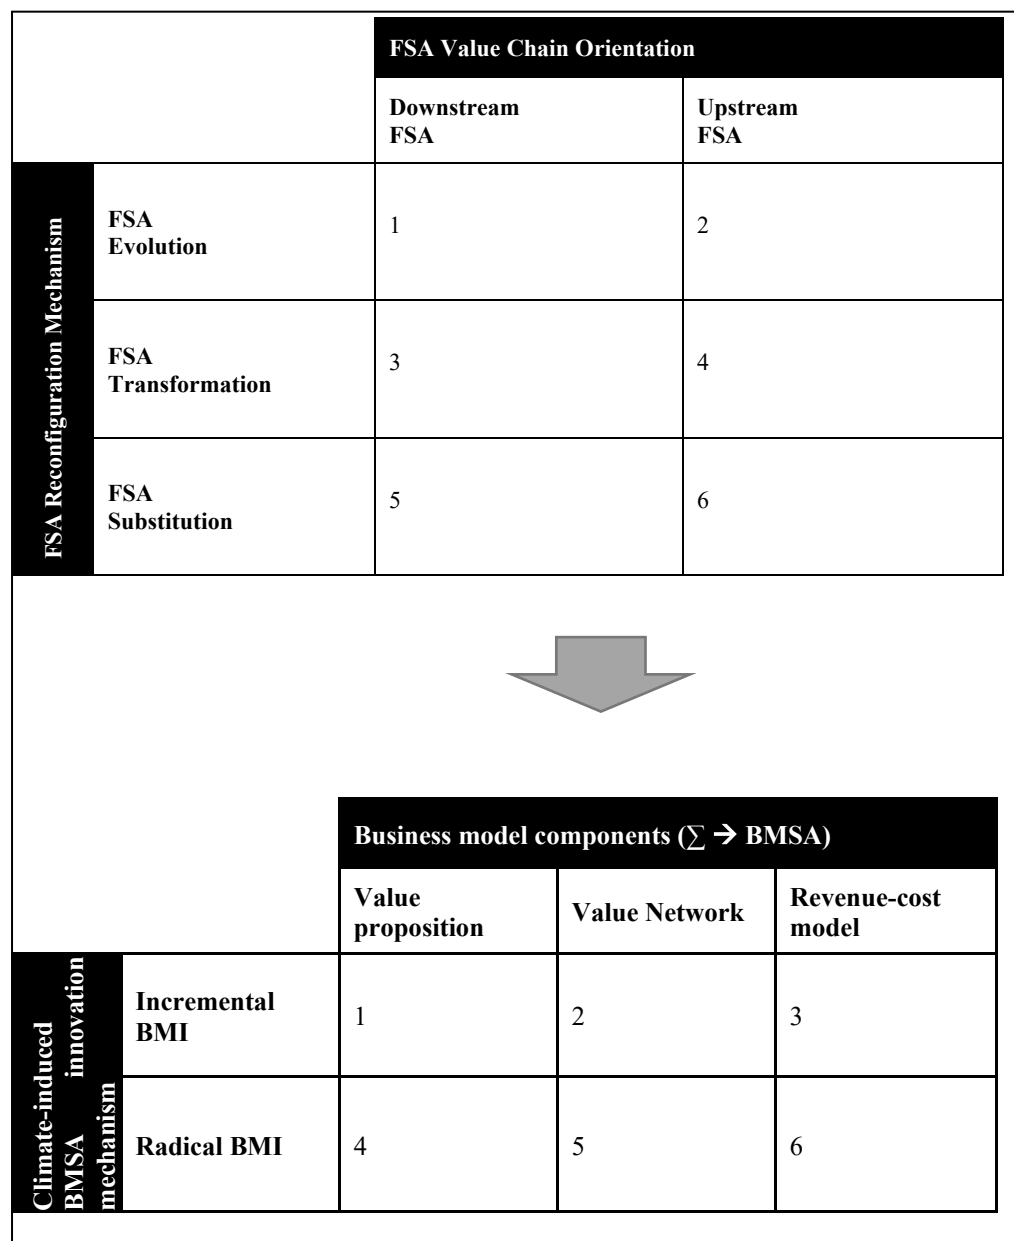 FSA Value Chain Orientation
Downstream
FSA
Upstream
FSA
FSA Reconfiguration Mechanism
FSA
Evolution
1
2
FSA
Transformation
3
4
FSA
Substitution
5
6
Business model components (∑ → BMSA)
Value
proposition
Value Network
Revenue-cost
model
Climate-induced
BMSA innovation
mechanism
Incremental
BMI
1
2
3
Radical BMI
4
5
6